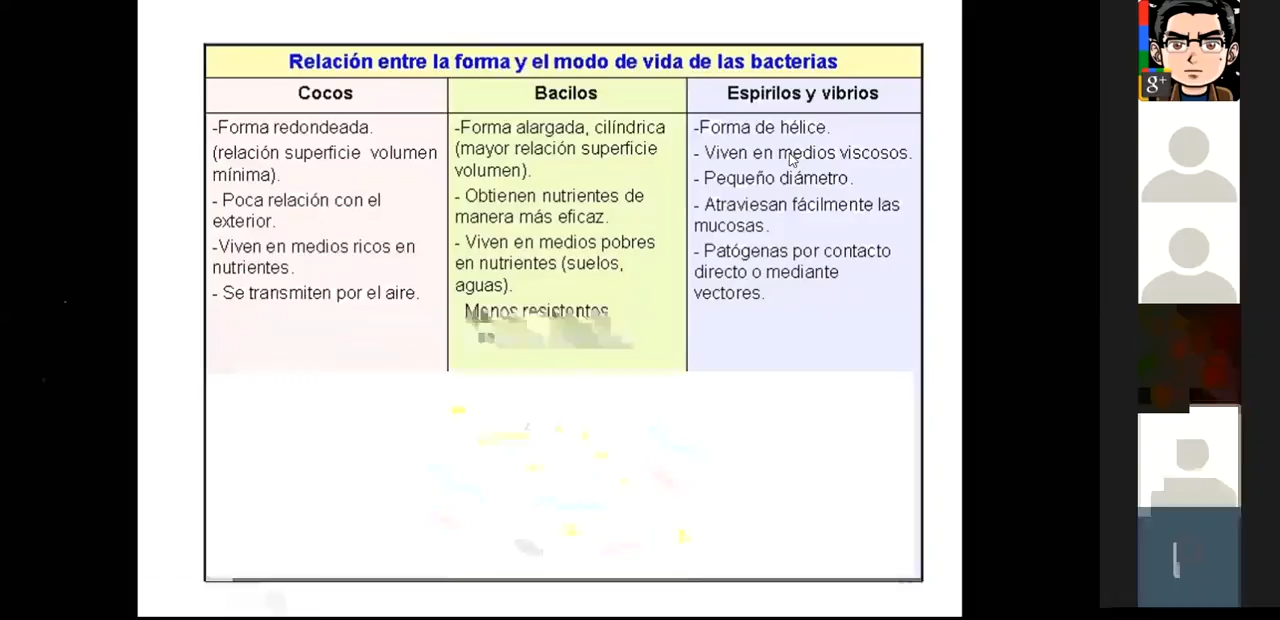 Relación entre la forma y el modo de vida de las bacterias
Cocos
-Forma redondeada.
(relación superficie volumen
mínima).
- Poca relación con el
exterior.
-Viven en medios ricos en
nutrientes.
- Se transmiten por el aire.
Bacilos
-Forma alargada, cilíndrica
(mayor relación superficie
volumen).
- Obtienen nutrientes de
manera más eficaz.
- Viven en medios pobres
en nutrientes (suelos,
aguas).
Menos resistentes
Espirilos y vibrios
-Forma de hélice.
- Viven en medios viscosos.
- Pequeño diámetro.
- Atraviesan fácilmente las
mucosas.
- Patógenas por contacto
directo o mediante
vectores.
g+